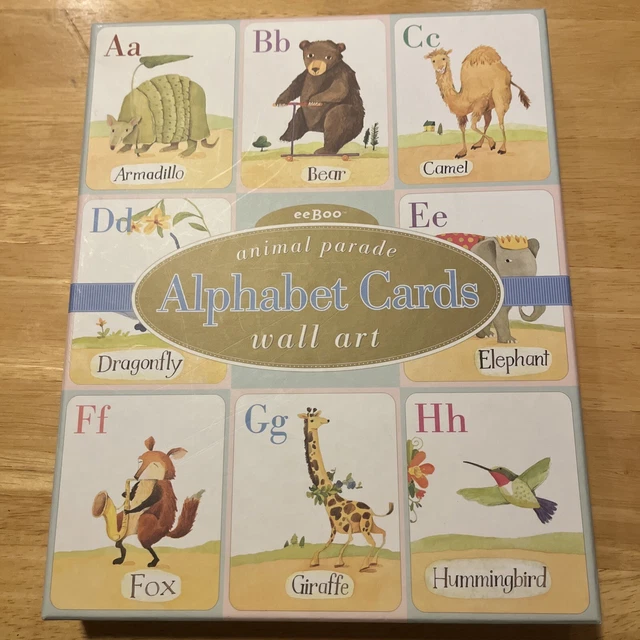 Aa
Armadillo
Bb
Bear
Cc
Camel
Dd
Dragonfly
eeBoo™
animal parade
Alphabet Cards
wall art
Ee
Elephant
Ff
Fox
Gg
Giraffe
Hh
Hummingbird